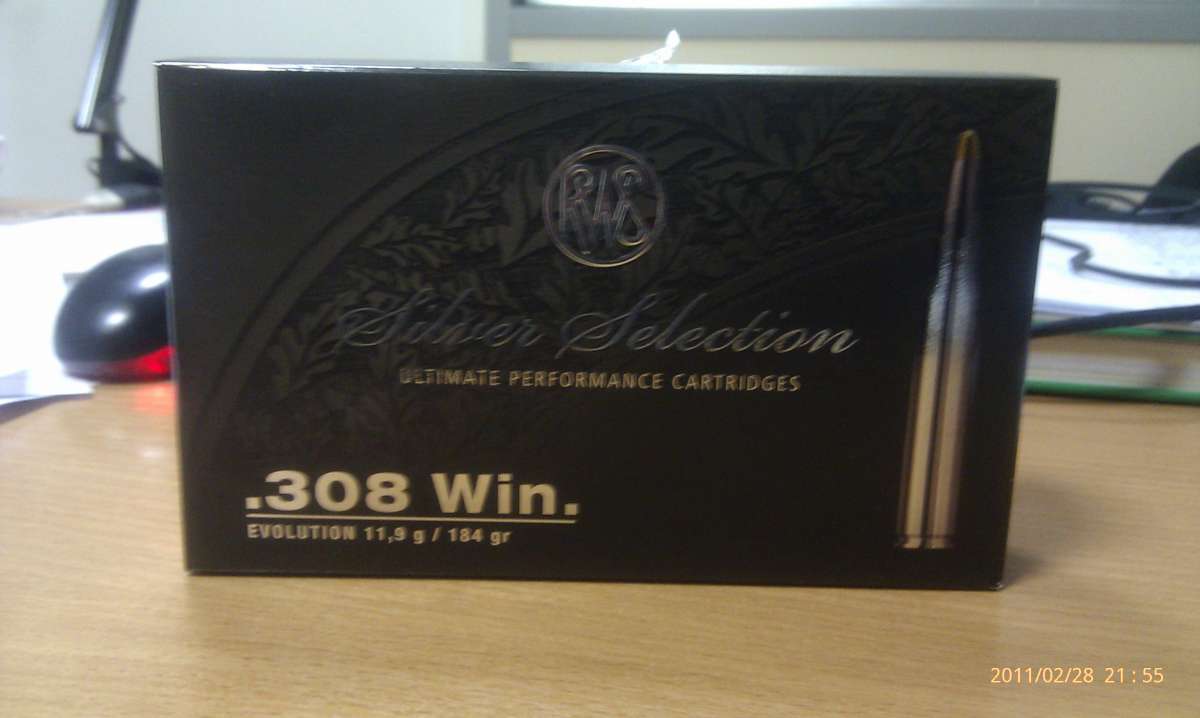 RWS
Silver Selection
ULTIMATE PERFORMANCE CARTRIDGES
.308 Win.
EVOLUTION 11,9 g / 184 gr
2011/02/28 21:55